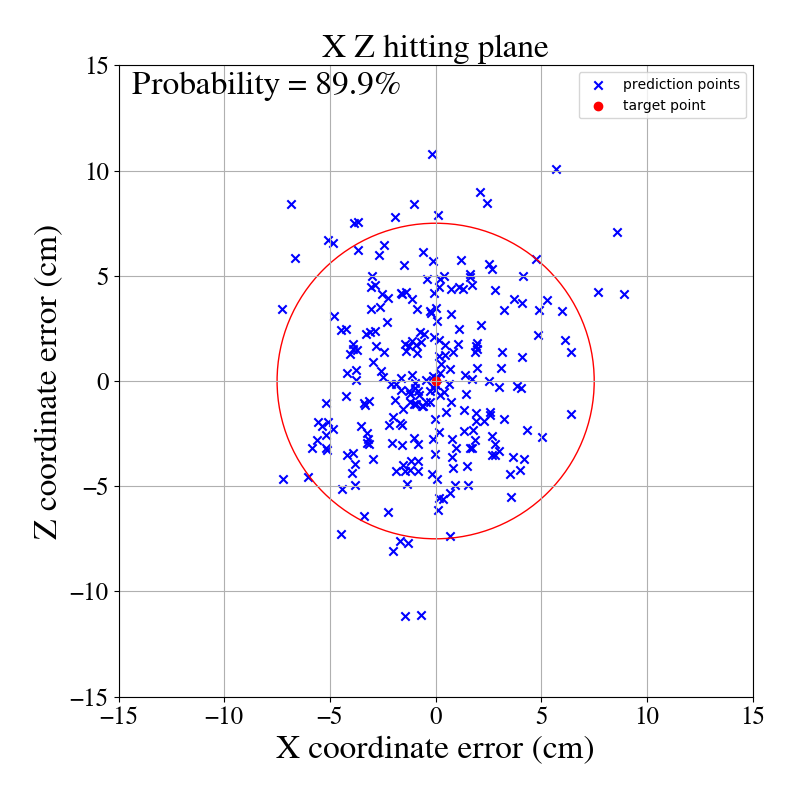 X Z hitting plane
Probability = 89.9%
prediction points
target point
15
10
5
0
−5
−10
−15
Z coordinate error (cm)
−15
−10
−5
0
5
10
15
X coordinate error (cm)